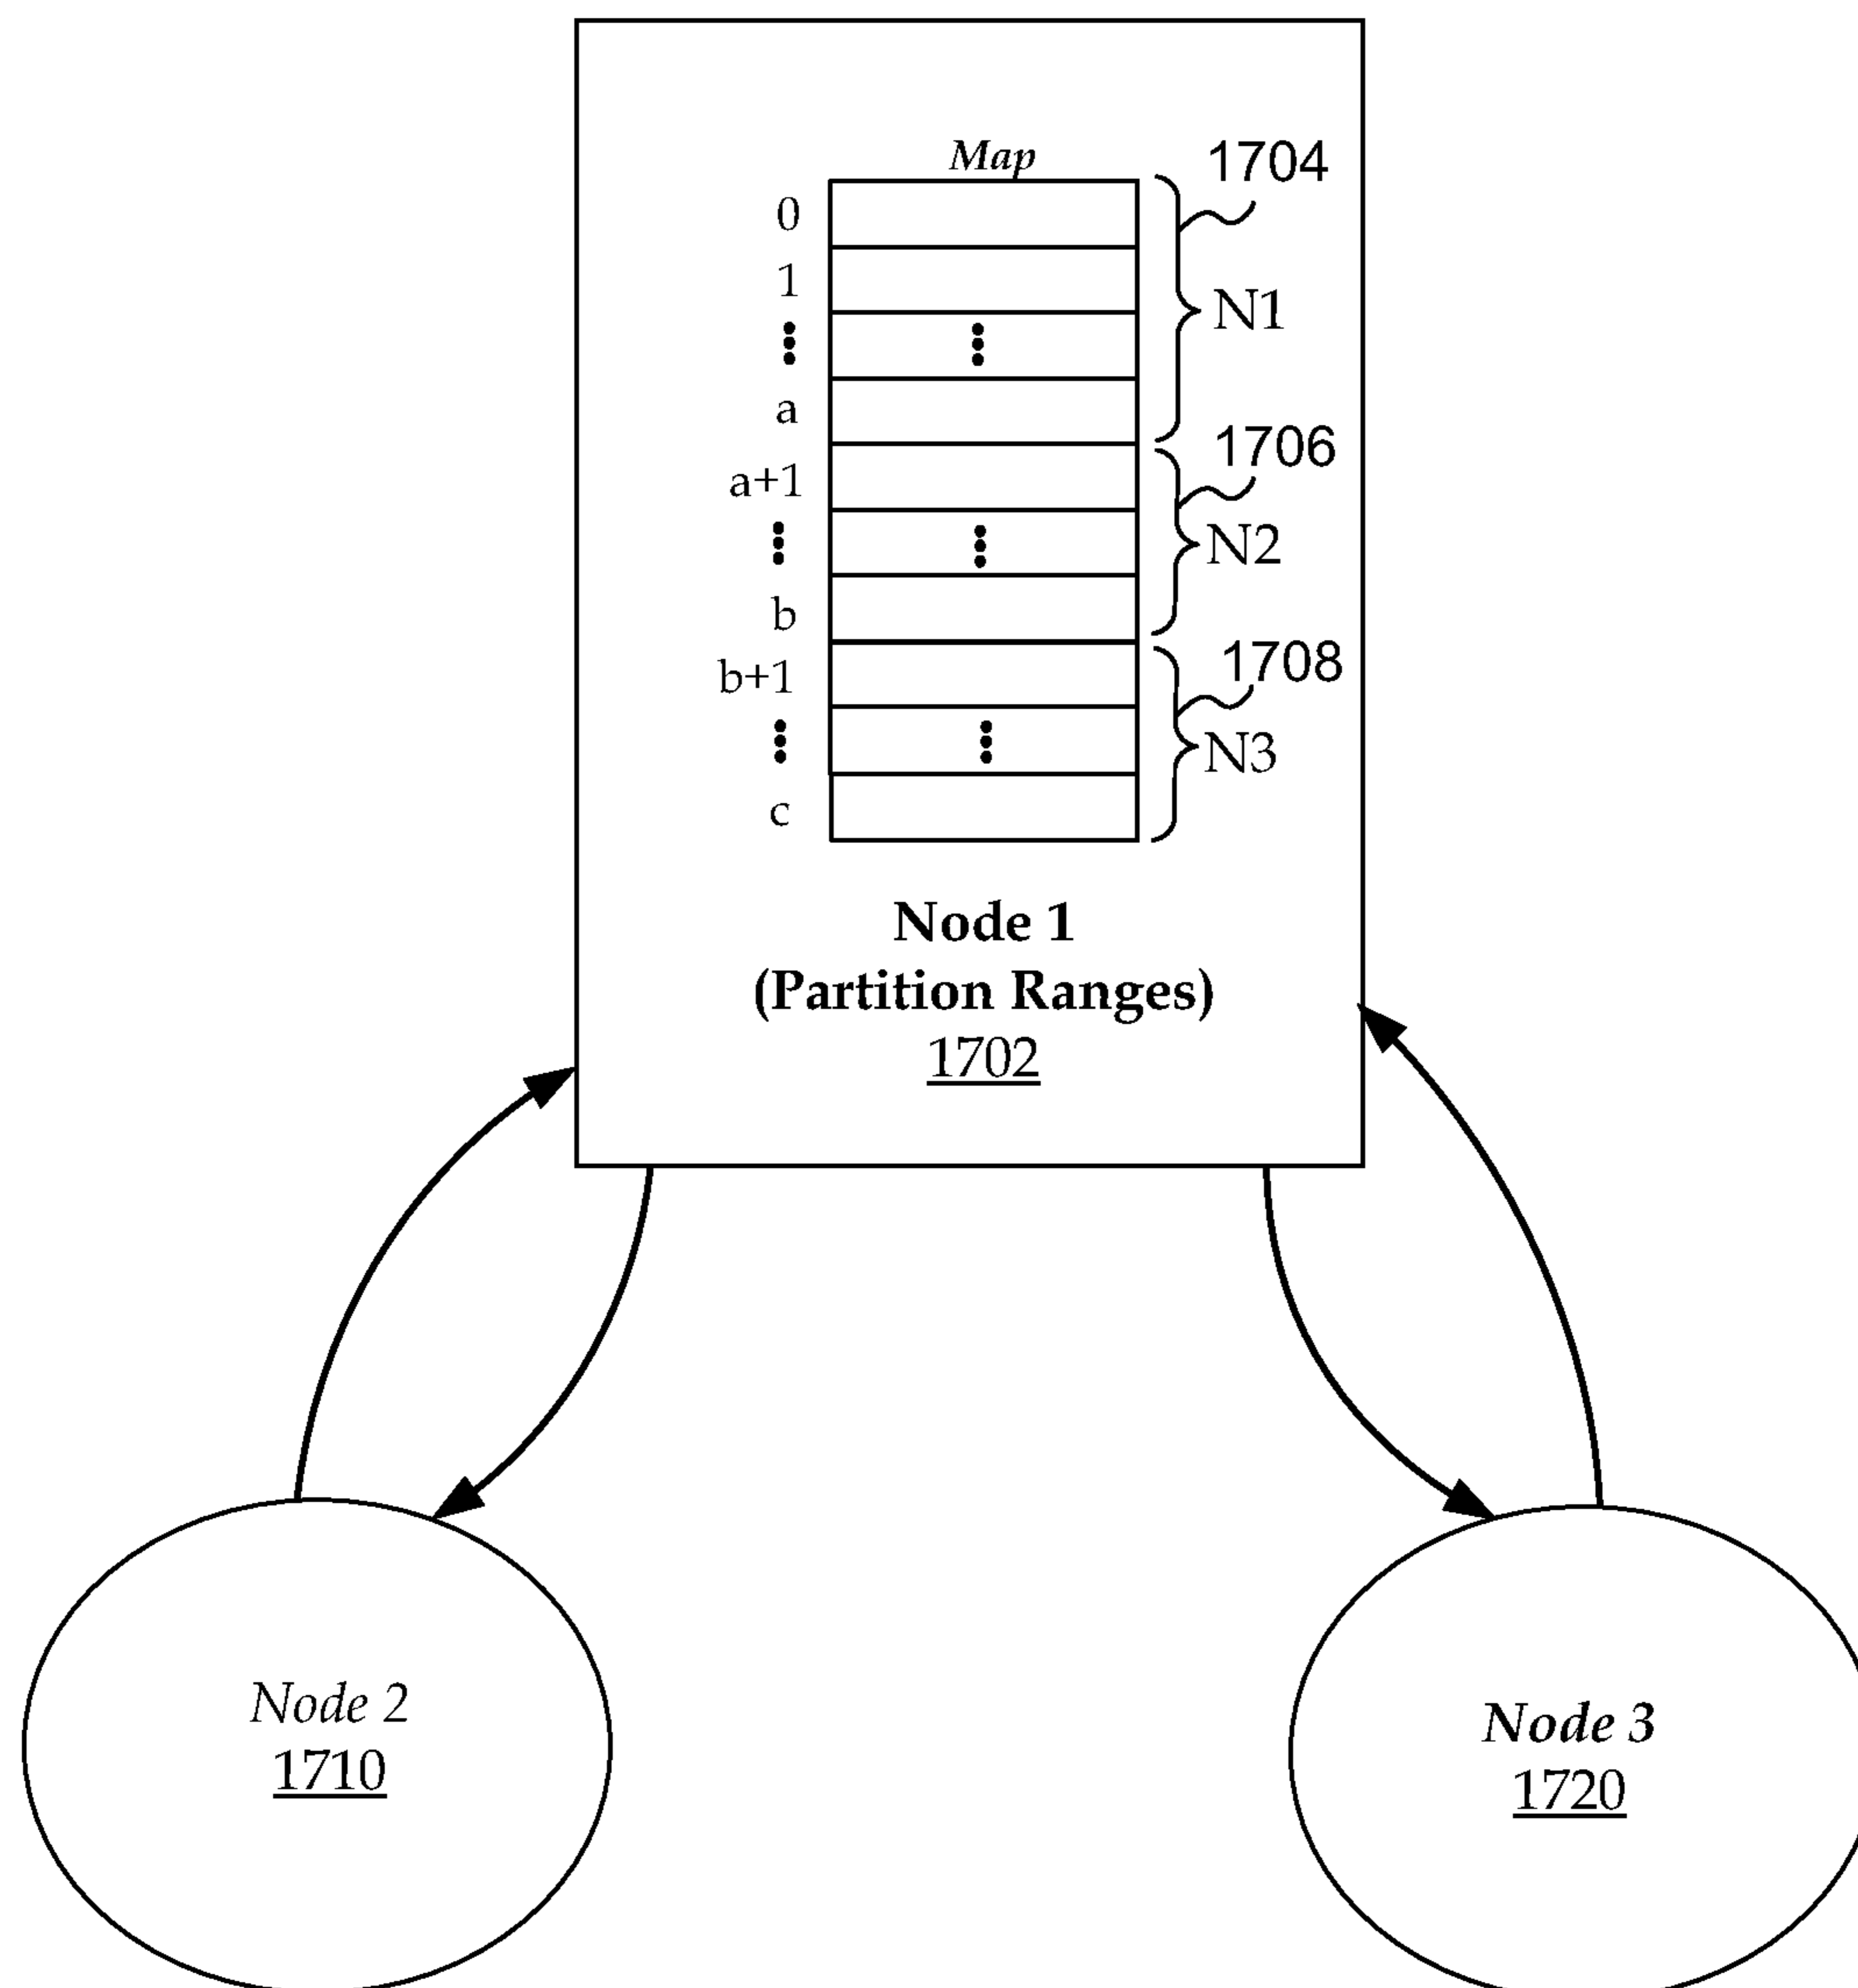 Map
1704
0
1
N1
a
1706
a+1
N2
b
1708
b+1
N3
c
Node 1
(Partition Ranges)
1702
Node 2
1710
Node 3
1720